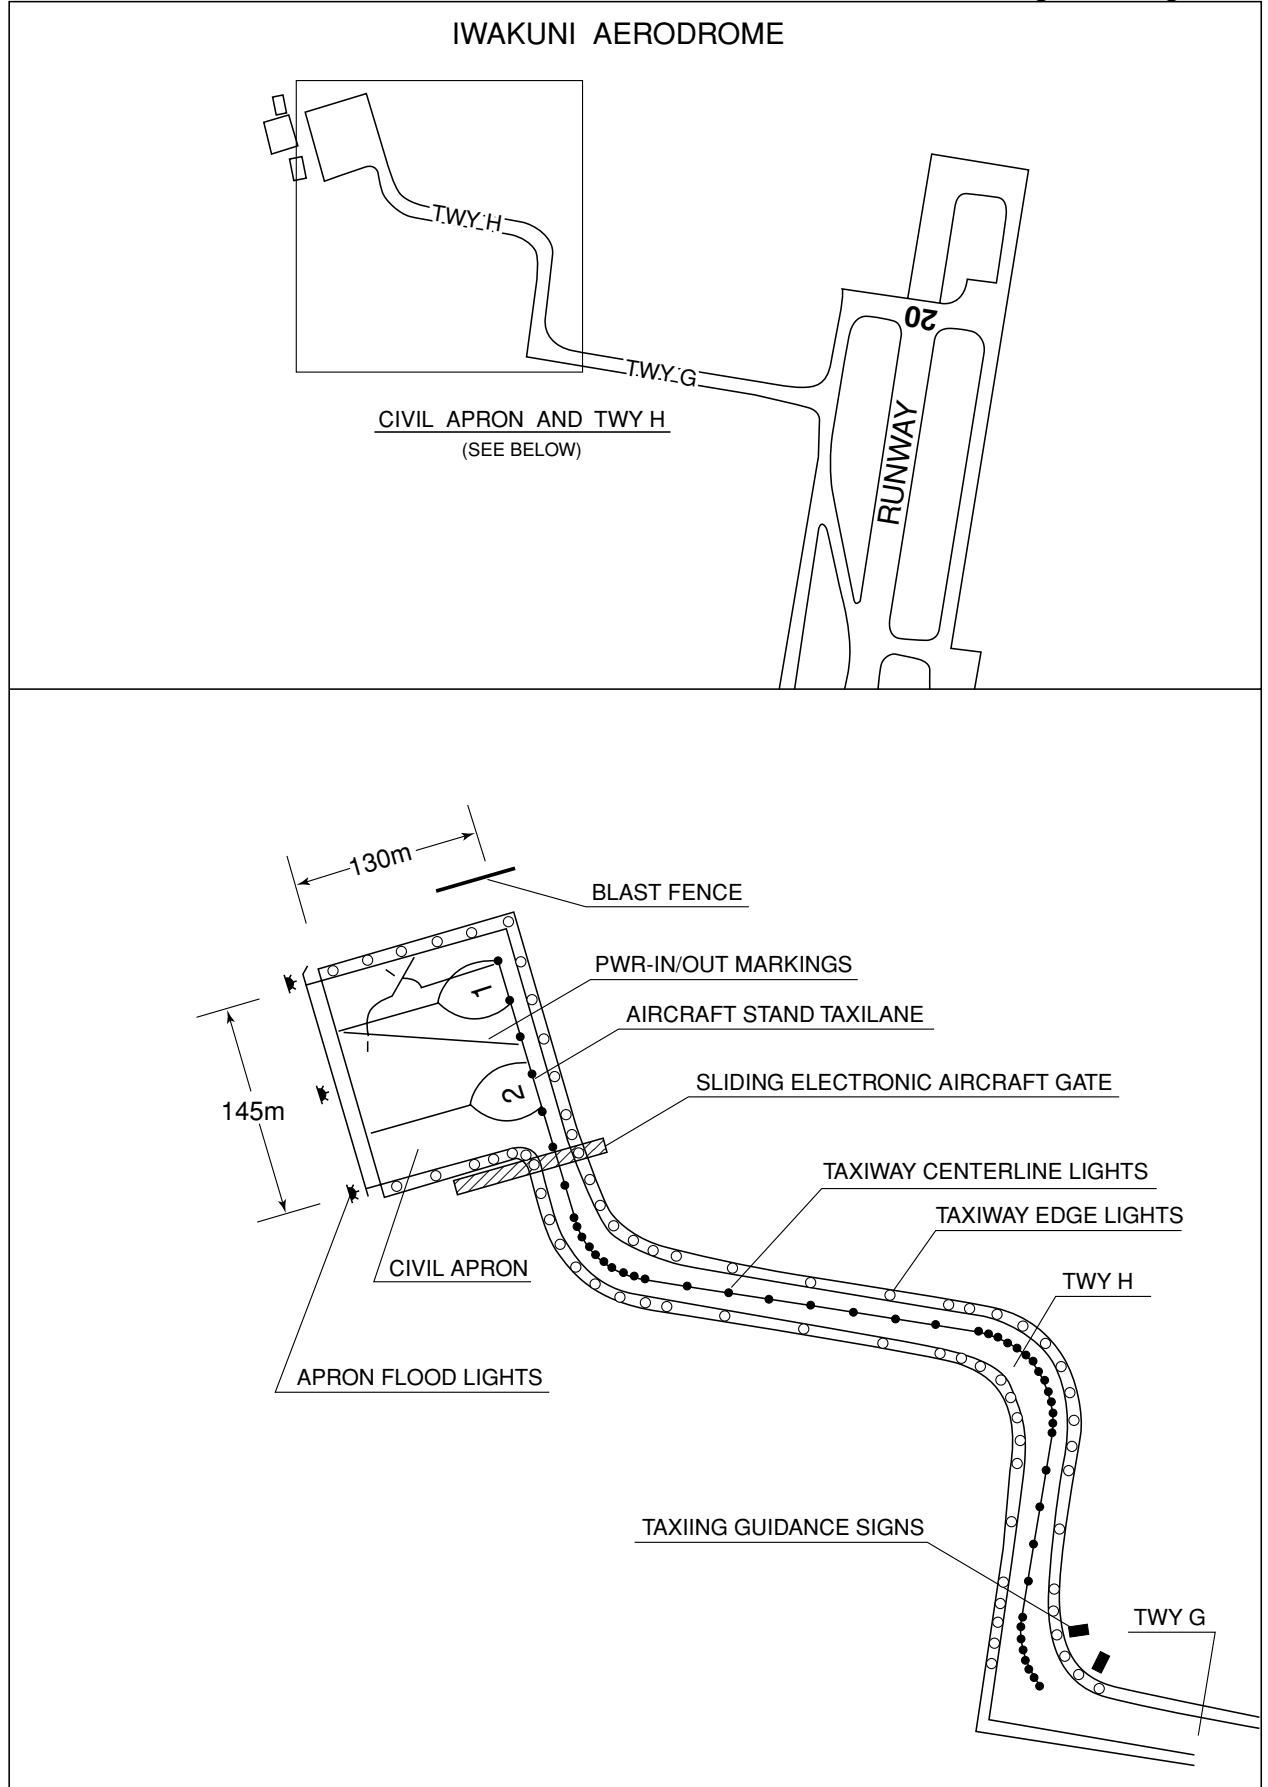 IWAKUNI AERODROME
TWY H
20
TWY G
CIVIL APRON AND TWY H
(SEE BELOW)
RUNWAY
130m
BLAST FENCE
PWR-IN/OUT MARKINGS
1
AIRCRAFT STAND TAXILANE
SLIDING ELECTRONIC AIRCRAFT GATE
2
145m
TAXIWAY CENTERLINE LIGHTS
TAXIWAY EDGE LIGHTS
CIVIL APRON
TWY H
APRON FLOOD LIGHTS
TAXIING GUIDANCE SIGNS
TWY G